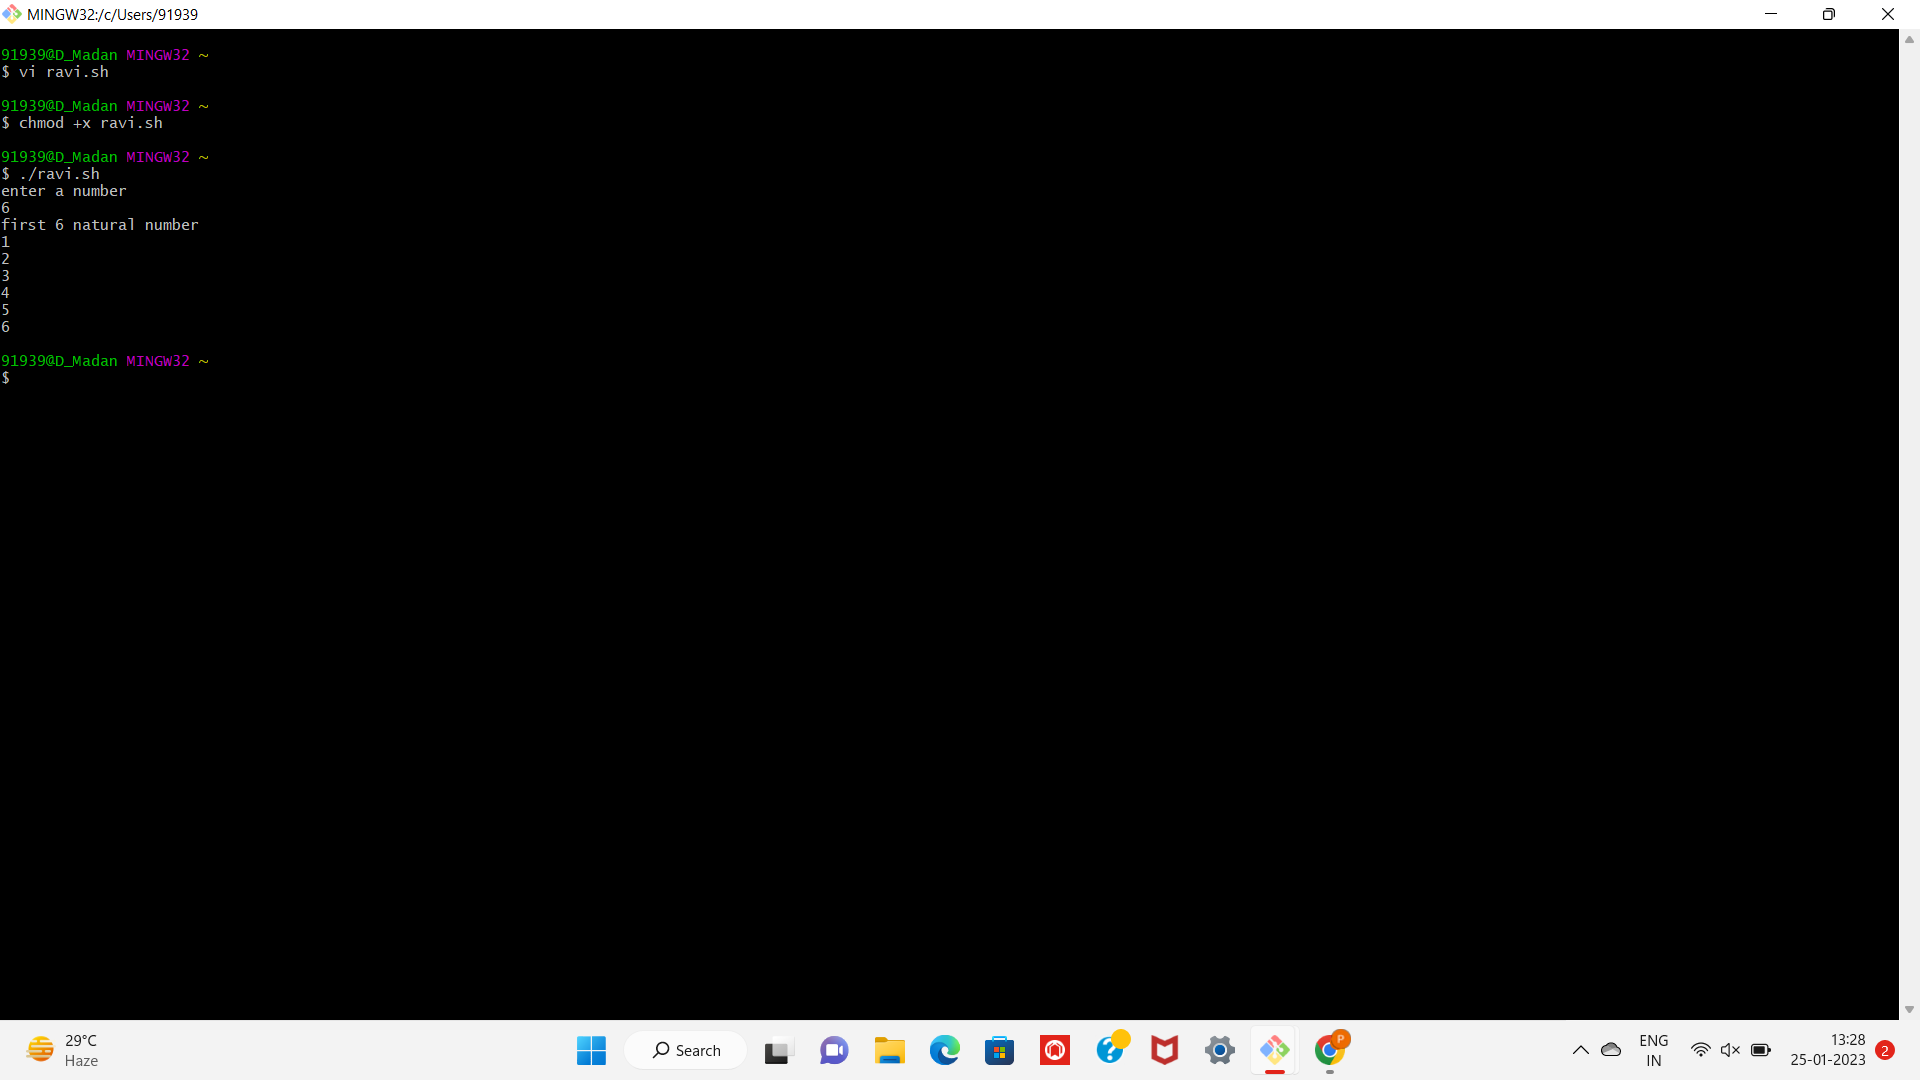 MINGW32:/c/Users/91939
91939@D_Madan MINGW32 ~
$ vi ravi.sh
91939@D_Madan MINGW32 ~
$ chmod +x ravi.sh
91939@D_Madan MINGW32 ~
$ ./ravi.sh
enter a number
6
first 6 natural number
1
2
3
4
5
6
91939@D_Madan MINGW32 ~
$
29°C
Haze
Search
P
ENG
IN
13:28
25-01-2023
2